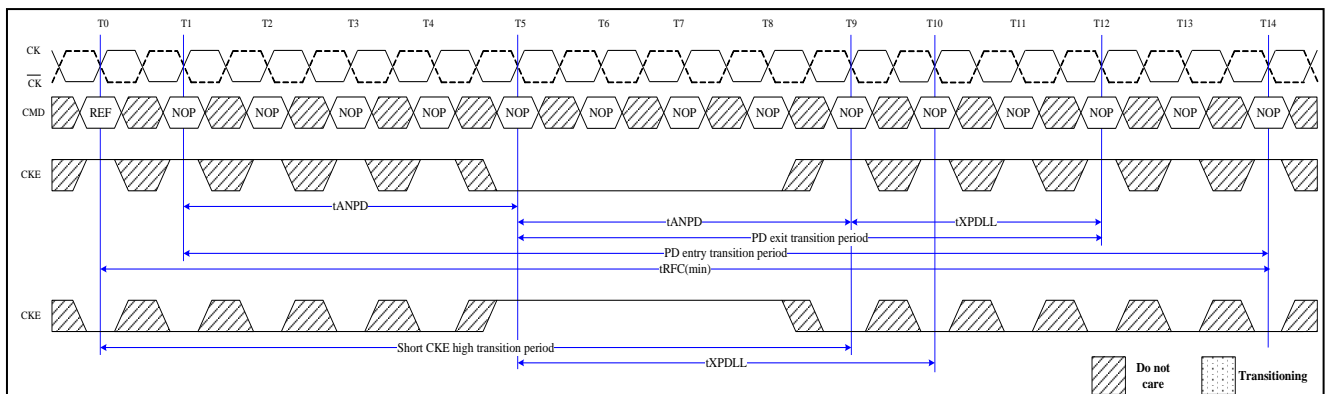 T0 T1 T2 T3 T4 T5 T6 T7 T8 T9 T10 T11 T12 T13 T14
CK
CK
CMD REF NOP NOP NOP NOP NOP NOP NOP NOP NOP NOP NOP NOP NOP NOP
CKE
tANPD
tANPD tXPDLL
PD exit transition period
PD entry transition period
tRFC(min)
CKE
Short CKE high transition period
tXPDLL
Do not care
Transitioning